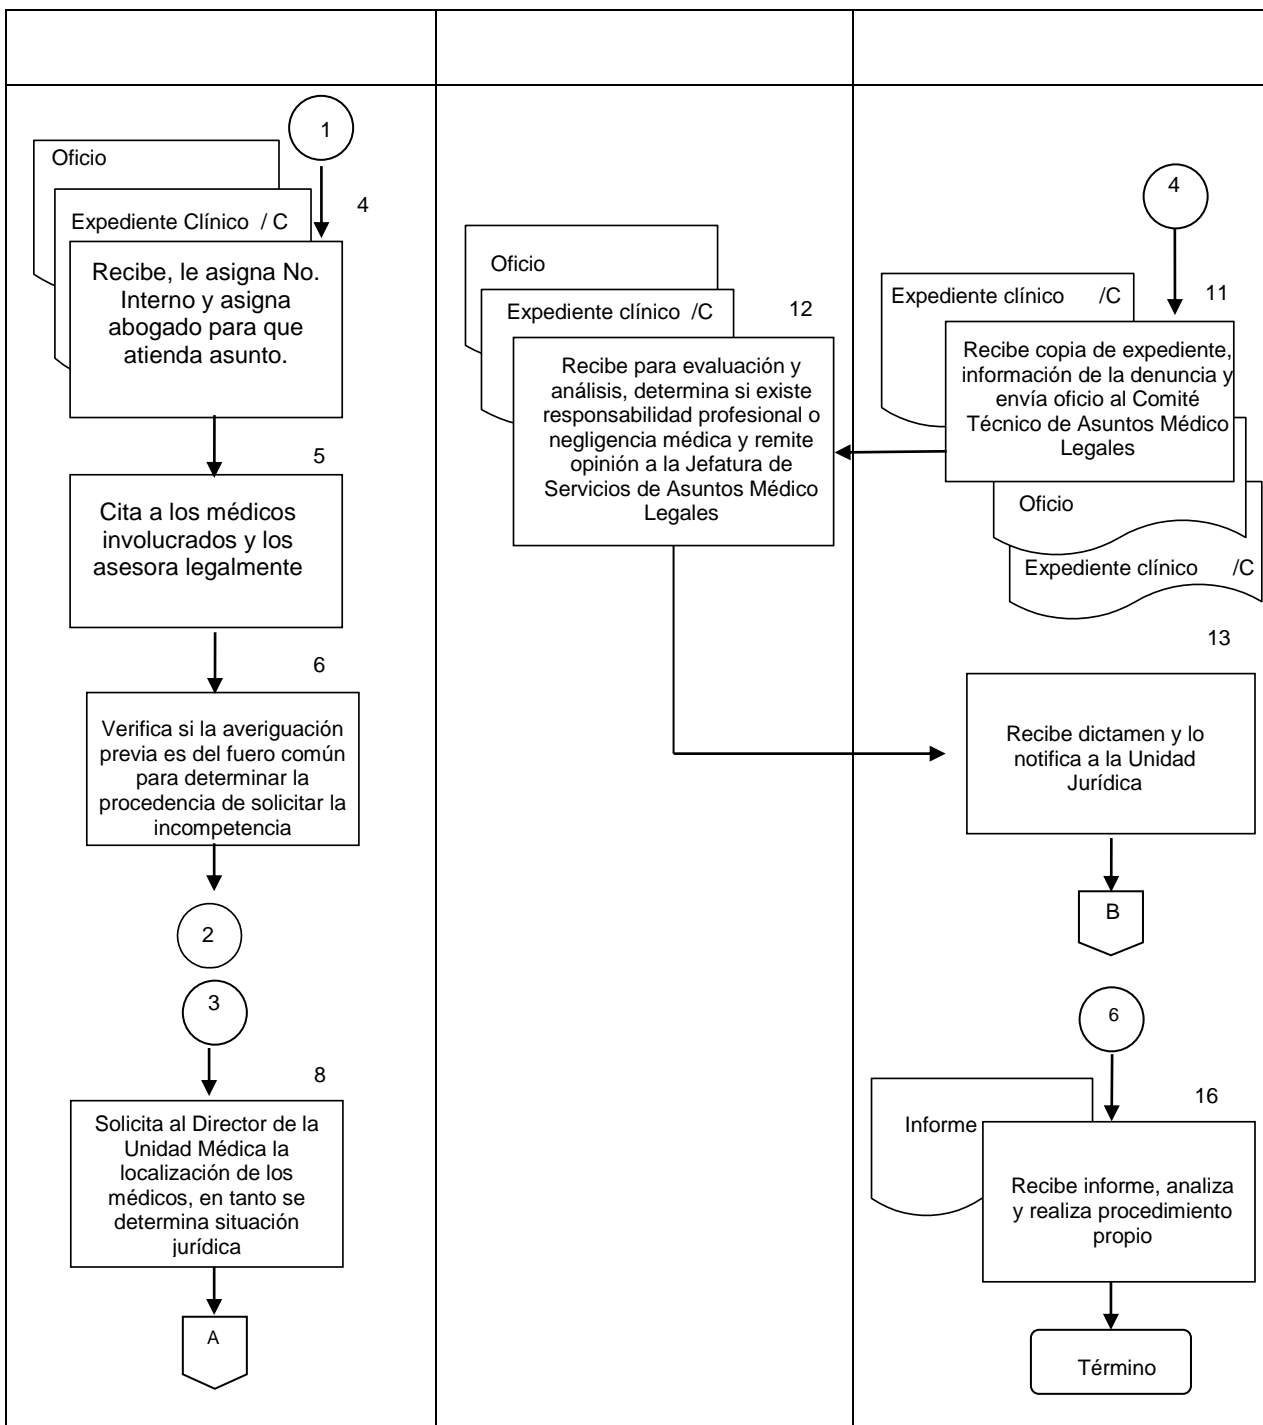 1
Oficio
4
Expediente Clínico / C
Recibe, le asigna No.
Interno y asigna
abogado para que
atienda asunto.
5
Cita a los médicos
involucrados y los
asesora legalmente
6
Verifica si la averiguación
previa es del fuero común
para determinar la
procedencia de solicitar la
incompetencia
2
3
8
Solicita al Director de la
Unidad Médica la
localización de los
médicos, en tanto se
determina situación
jurídica
A
Oficio
Expediente clínico /C
12
Recibe para evaluación y
análisis, determina si existe
responsabilidad profesional o
negligencia médica y remite
opinión a la Jefatura de
Servicios de Asuntos Médico
Legales
4
Expediente clínico /C
11
Recibe copia de expediente,
información de la denuncia y
envía oficio al Comité
Técnico de Asuntos Médico
Legales
Oficio
Expediente clínico /C
13
Recibe dictamen y lo
notifica a la Unidad
Jurídica
B
6
16
Informe
Recibe informe, analiza
y realiza procedimiento
propio
Término